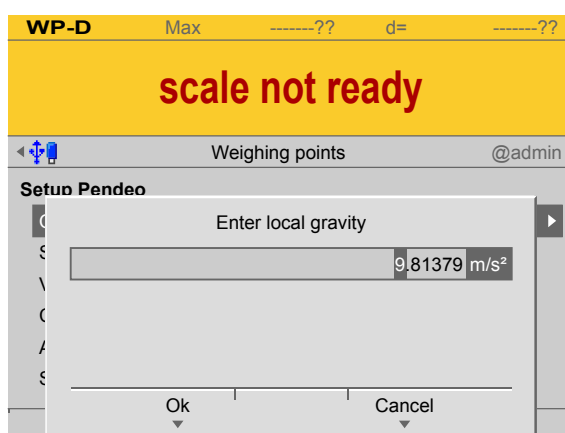 WP-D Max -------?? d= -------??
scale not ready
Weighing points @admin
Setup Pendeo
Enter local gravity
9.81379 m/s²
Ok Cancel